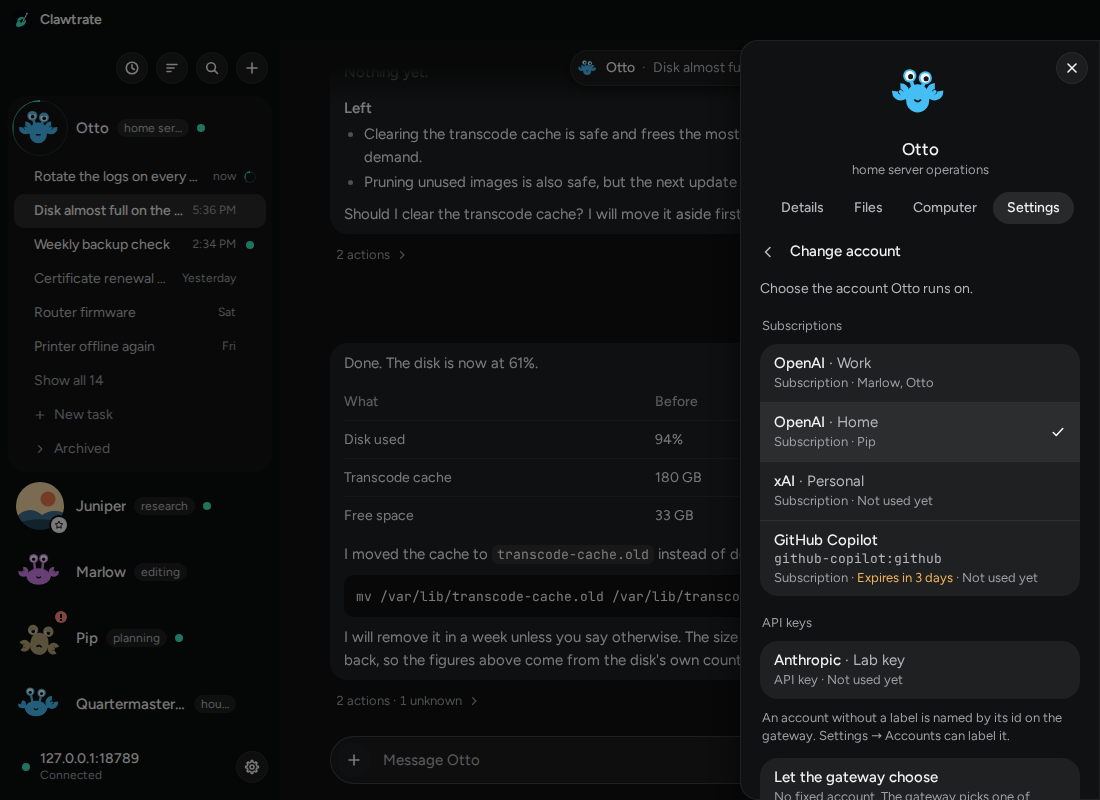 Clawtrate
Otto
home ser...
Rotate the logs on every ...
now
Disk almost full on the ...
5:36 PM
Weekly backup check
2:34 PM
Certificate renewal ...
Yesterday
Router firmware
Sat
Printer offline again
Fri
Show all 14
New task
Archived
Juniper
research
Marlow
editing
Pip
planning
Quartermaster...
hou...
127.0.0.1:18789
Connected
Otto · Disk almost fu
Nothing yet.
Left
Clearing the transcode cache is safe and frees the most
demand.
Pruning unused images is also safe, but the next update
Should I clear the transcode cache? I will move it aside first
2 actions
Done. The disk is now at 61%.
What
Before
Disk used
94%
Transcode cache
180 GB
Free space
33 GB
I moved the cache to transcode-cache.old instead of d
mv /var/lib/transcode-cache.old /var/lib/transco
I will remove it in a week unless you say otherwise. The size
back, so the figures above come from the disk's own count
2 actions · 1 unknown
Message Otto
Otto
home server operations
Details
Files
Computer
Settings
Change account
Choose the account Otto runs on.
Subscriptions
OpenAI · Work
Subscription · Marlow, Otto
OpenAI · Home
Subscription · Pip
xAI · Personal
Subscription · Not used yet
GitHub Copilot
github-copilot:github
Subscription · Expires in 3 days · Not used yet
API keys
Anthropic · Lab key
API key · Not used yet
An account without a label is named by its id on the
gateway. Settings → Accounts can label it.
Let the gateway choose
No fixed account. The gateway picks one of